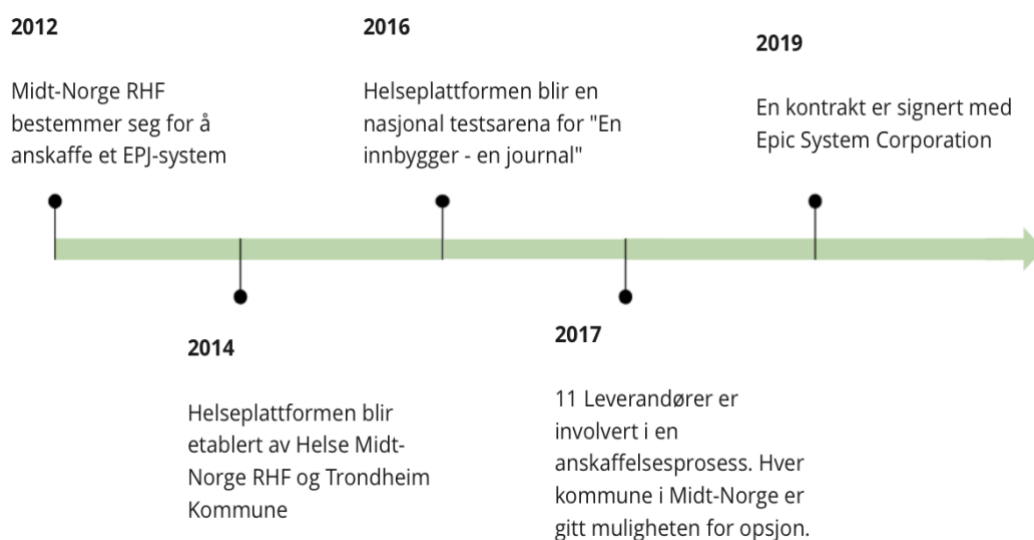 2012
Midt-Norge RHF
bestemmer seg for å
anskaffe et EPJ-system
2014
Helseplattformen blir
etablert av Helse Midt-
Norge RHF og Trondheim
Kommune
2016
Helseplattformen blir en
nasjonal testsarena for "En
innbygger - en journal"
2017
11 Leverandører er
involvert i en
anskaffelsesprosess. Hver
kommune i Midt-Norge er
gitt muligheten for opsjon.
2019
En kontrakt er signert med
Epic System Corporation